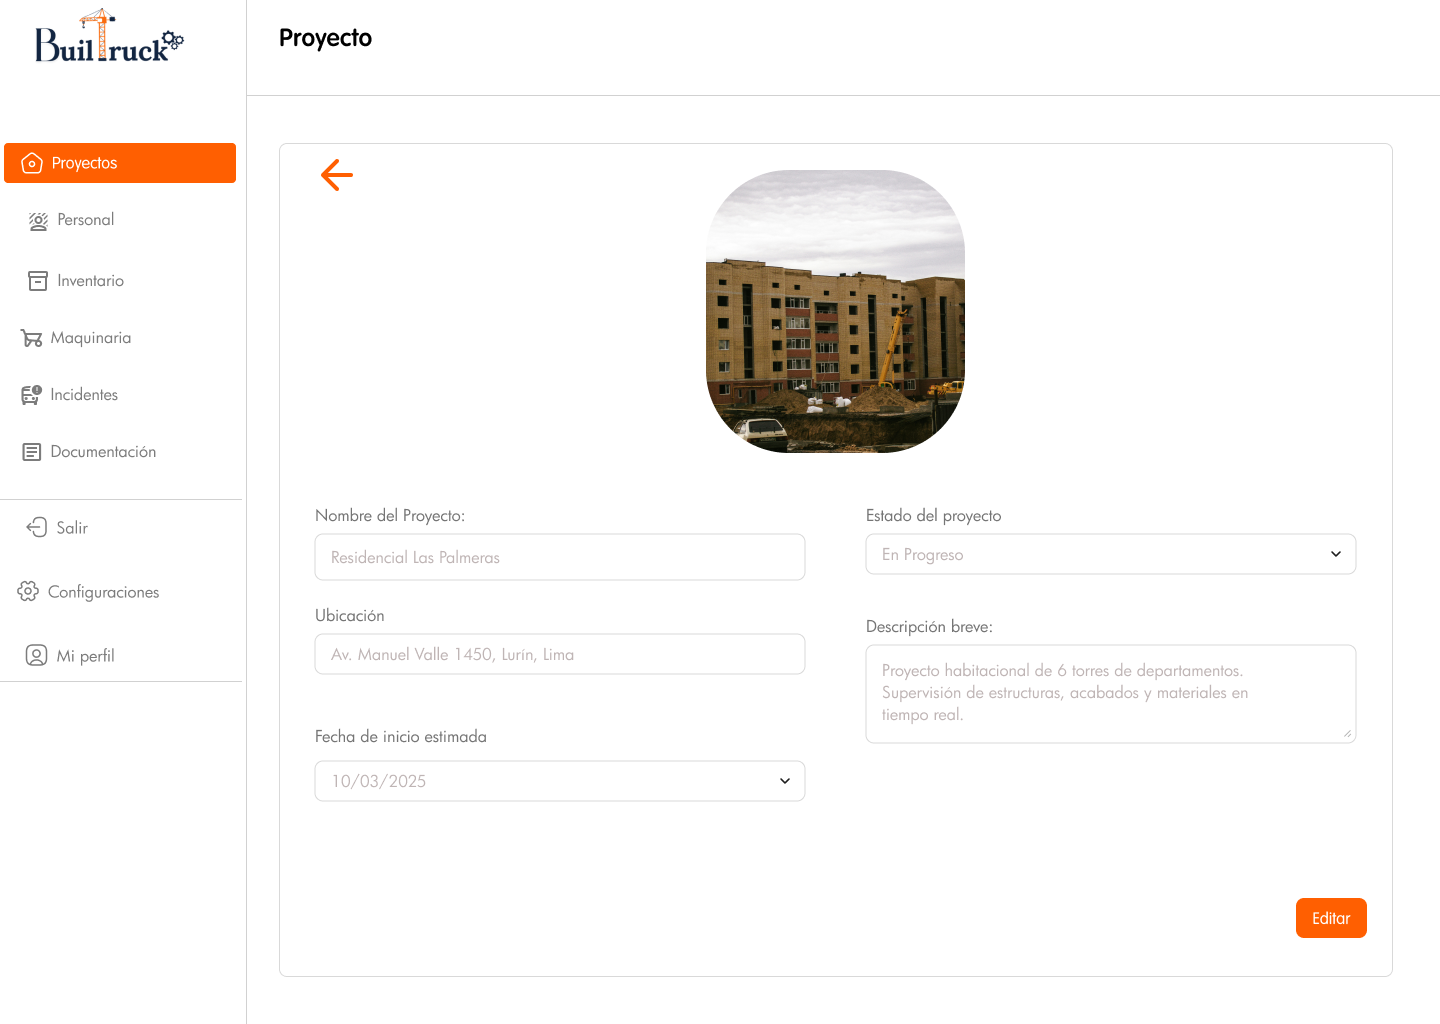 BuilTruck
Proyecto
Proyectos
Personal
Inventario
Maquinaria
Incidentes
Documentación
Salir
Configuraciones
Mi perfil
Nombre del Proyecto:
Residencial Las Palmeras
Ubicación
Av. Manuel Valle 1450, Lurín, Lima
Fecha de inicio estimada
10/03/2025
Estado del proyecto
En Progreso
Descripción breve:
Proyecto habitacional de 6 torres de departamentos.
Supervisión de estructuras, acabados y materiales en
tiempo real.
Editar